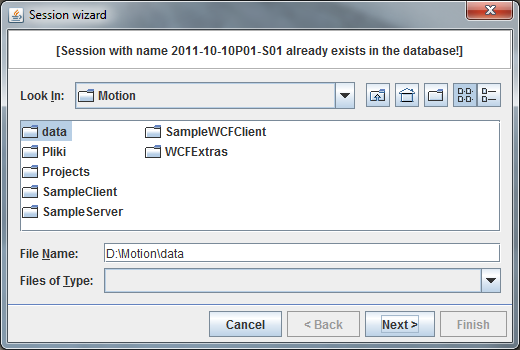 Session wizard
[Session with name 2011-10-10P01-S01 already exists in the database!]
Look In: Motion
data SampleWCFClient
Pliki WCFExtras
Projects
SampleClient
SampleServer
File Name: D:\Motion\data
Files of Type:
Cancel < Back Next > Finish